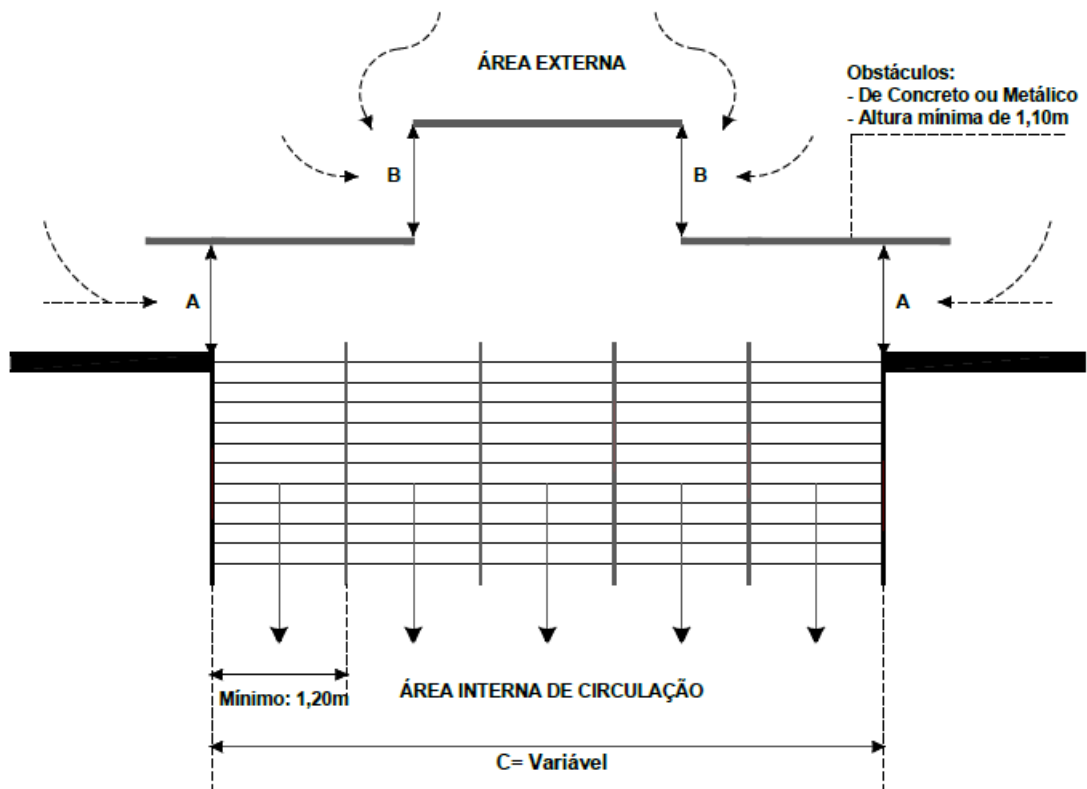 ÁREA EXTERNA
Obstáculos:
- De Concreto ou Metálico
- Altura mínima de 1,10m
B
B
A
A
Mínimo: 1,20m
ÁREA INTERNA DE CIRCULAÇÃO
C= Variável